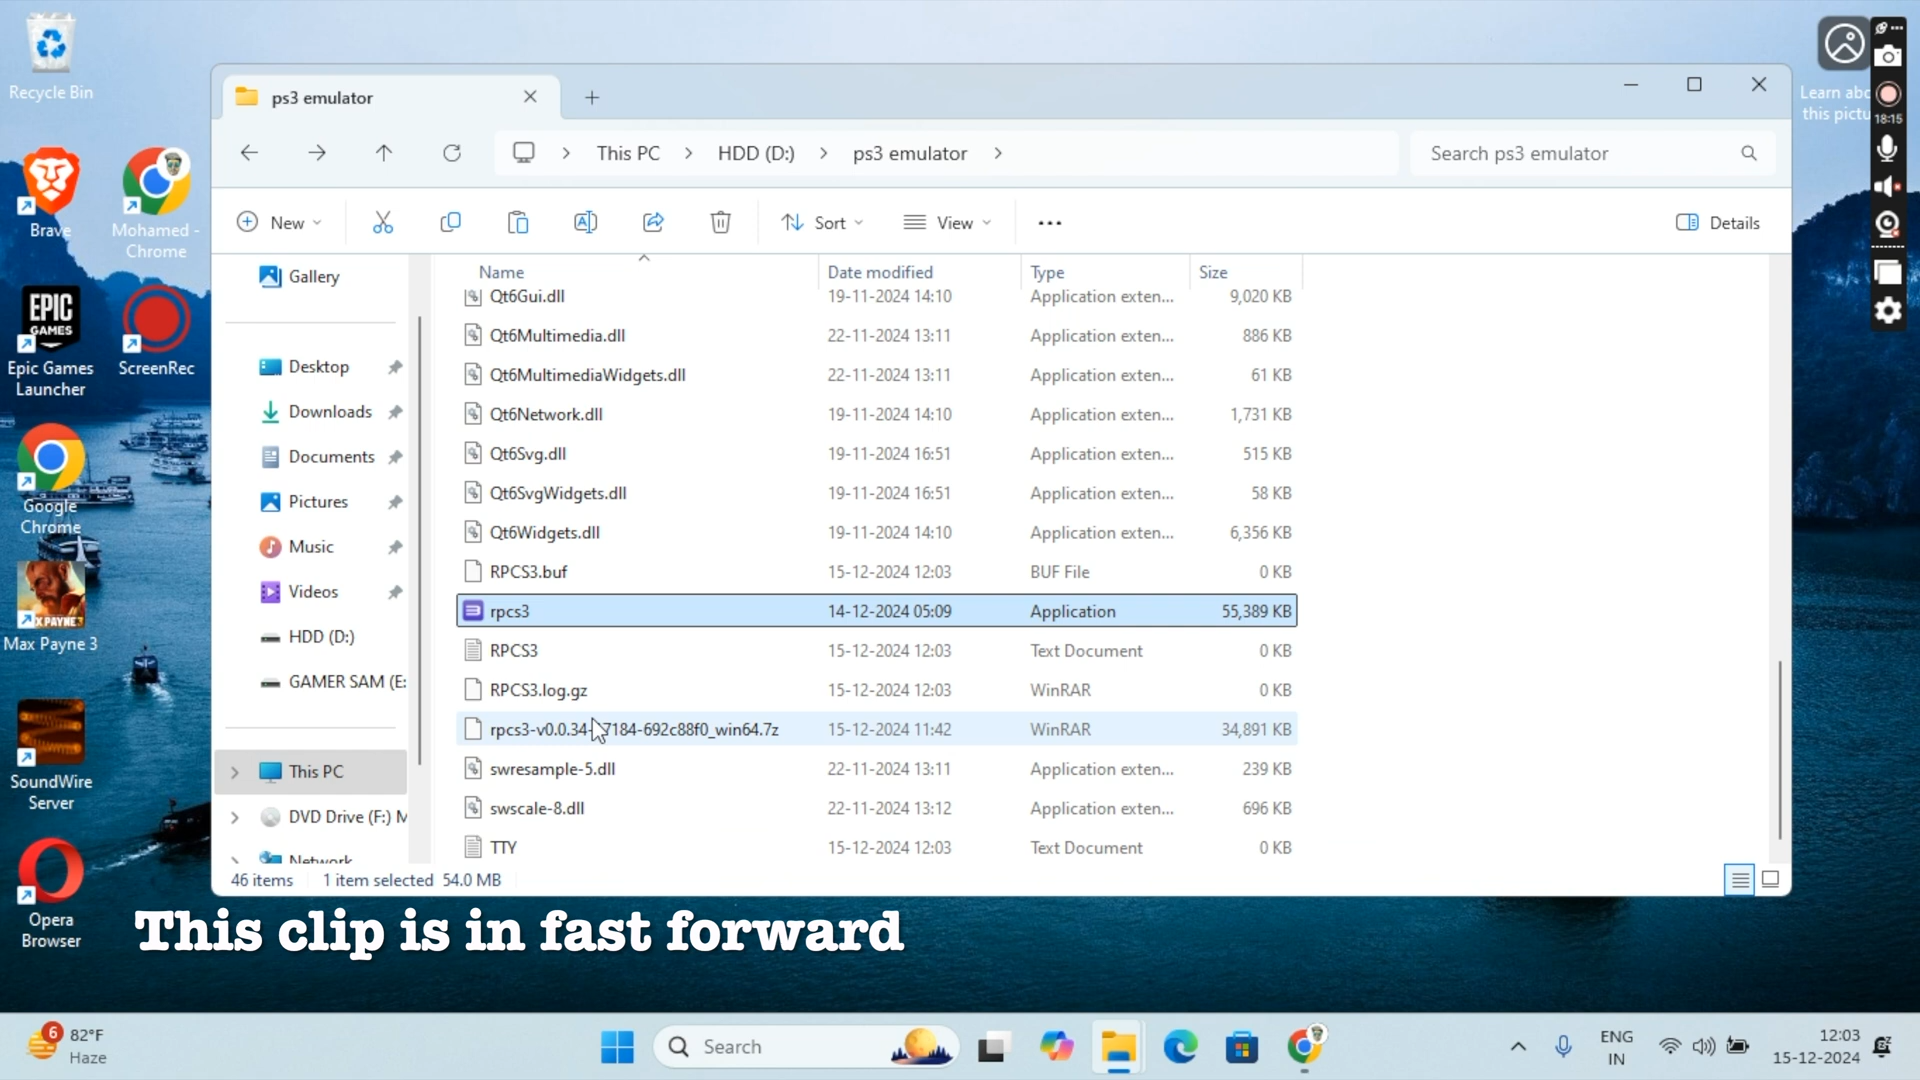 Recycle Bin
Brave
Mohamed -
Chrome
EPIC
GAMES
Epic Games
Launcher
ScreenRec
Google
Chrome
Max Payne 3
SoundWire
Server
Opera
Browser
Learn abo
this pictu
18:15
ps3 emulator
This PC
HDD (D:)
ps3 emulator
Search ps3 emulator
New
Sort
View
Details
Gallery
Desktop
Downloads
Documents
Pictures
Music
Videos
HDD (D:)
GAMER SAM (E:
This PC
DVD Drive (F:) M
Network
Name Date modified Type Size
Qt6Gui.dll 19-11-2024 14:10 Application exten... 9,020 KB
Qt6Multimedia.dll 22-11-2024 13:11 Application exten... 886 KB
Qt6MultimediaWidgets.dll 22-11-2024 13:11 Application exten... 61 KB
Qt6Network.dll 19-11-2024 14:10 Application exten... 1,731 KB
Qt6Svg.dll 19-11-2024 16:51 Application exten... 515 KB
Qt6SvgWidgets.dll 19-11-2024 16:51 Application exten... 58 KB
Qt6Widgets.dll 19-11-2024 14:10 Application exten... 6,356 KB
RPCS3.buf 15-12-2024 12:03 BUF File 0 KB
rpcs3 14-12-2024 05:09 Application 55,389 KB
RPCS3 15-12-2024 12:03 Text Document 0 KB
RPCS3.log.gz 15-12-2024 12:03 WinRAR 0 KB
rpcs3-v0.0.34- 7184-692c88f0_win64.7z 15-12-2024 11:42 WinRAR 34,891 KB
swresample-5.dll 22-11-2024 13:11 Application exten... 239 KB
swscale-8.dll 22-11-2024 13:12 Application exten... 696 KB
TTY 15-12-2024 12:03 Text Document 0 KB
46 items 1 item selected 54.0 MB
This clip is in fast forward
6
82°F
Haze
Search
ENG
IN
12:03
15-12-2024